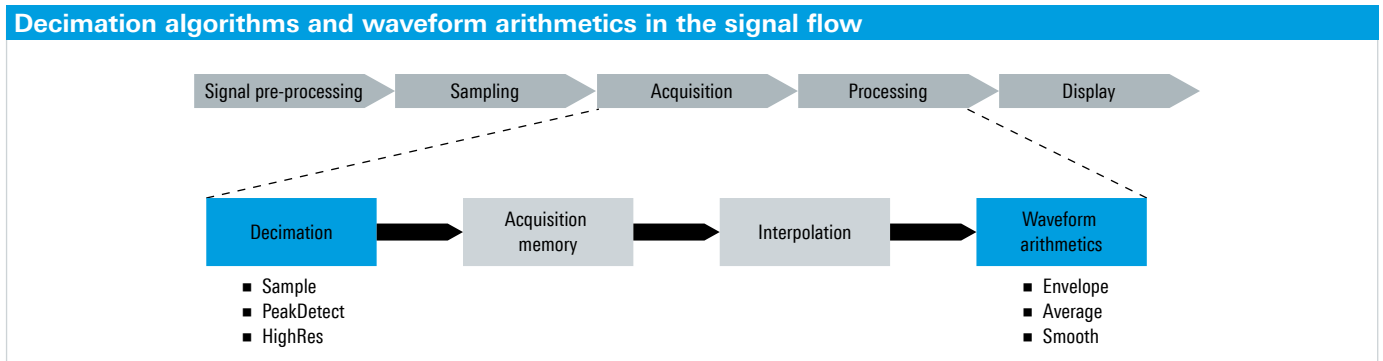 Decimation algorithms and waveform arithmetics in the signal flow
Signal pre-processing
Sampling
Acquisition
Processing
Display
Decimation
Acquisition
memory
Interpolation
Waveform
arithmetics
■ Sample
■ PeakDetect
■ HighRes
■ Envelope
■ Average
■ Smooth